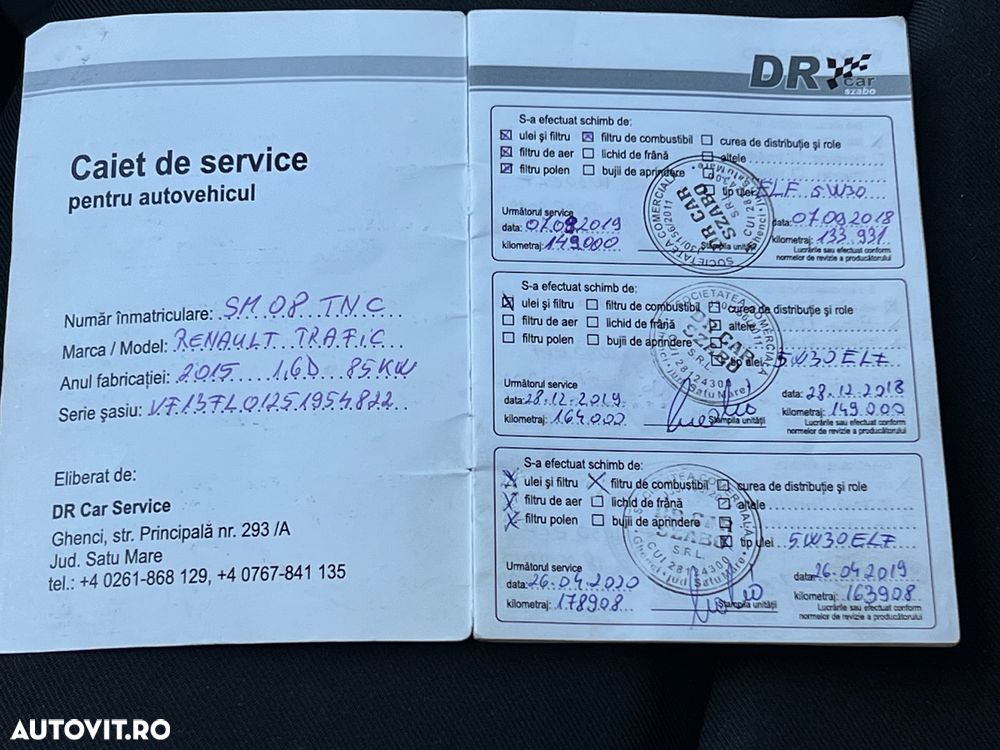 Caiet de service
pentru autovehicul
Număr înmatriculare: SM 08 TNC
Marca / Model: RENAULT TRAFIC
Anul fabricației: 2015 1,6D 85KW
Serie șasiu: VF13FL01251954822
Eliberat de:
DR Car Service
Ghenci, str. Principală nr. 293 /A
Jud. Satu Mare
tel.: +4 0261-868 129, +4 0767-841 135
DR car
szabo
S-a efectuat schimb de:
ulei și filtru filtru de combustibil curea de distribuție și role
filtru de aer lichid de frână altele
filtru polen bujii de aprindere
tip ulei ELF 5W30
Următorul service
data: 07.09.2019 data: 07.09.2018
kilometraj: 149.000 Ștampila unității kilometraj: 133.931
Lucrările sau efectuat conform
normelor de revizie a producătorului
S-a efectuat schimb de:
ulei și filtru filtru de combustibil curea de distribuție și role
filtru de aer lichid de frână altele
filtru polen bujii de aprindere
tip ulei 5W30 ELF
Următorul service
data: 28.12.2019 data: 28.12.2018
kilometraj: 164.000 Ștampila unității kilometraj: 149.000
Lucrările sau efectuat conform
normelor de revizie a producătorului
S-a efectuat schimb de:
ulei și filtru filtru de combustibil curea de distribuție și role
filtru de aer lichid de frână altele
filtru polen bujii de aprindere
tip ulei 5W30 ELF
Următorul service
data: 26.04.2020 data: 26.04.2019
kilometraj: 178908 Ștampila unității kilometraj: 163908
Lucrările sau efectuat conform
normelor de revizie a producătorului
AUTOVIT.RO